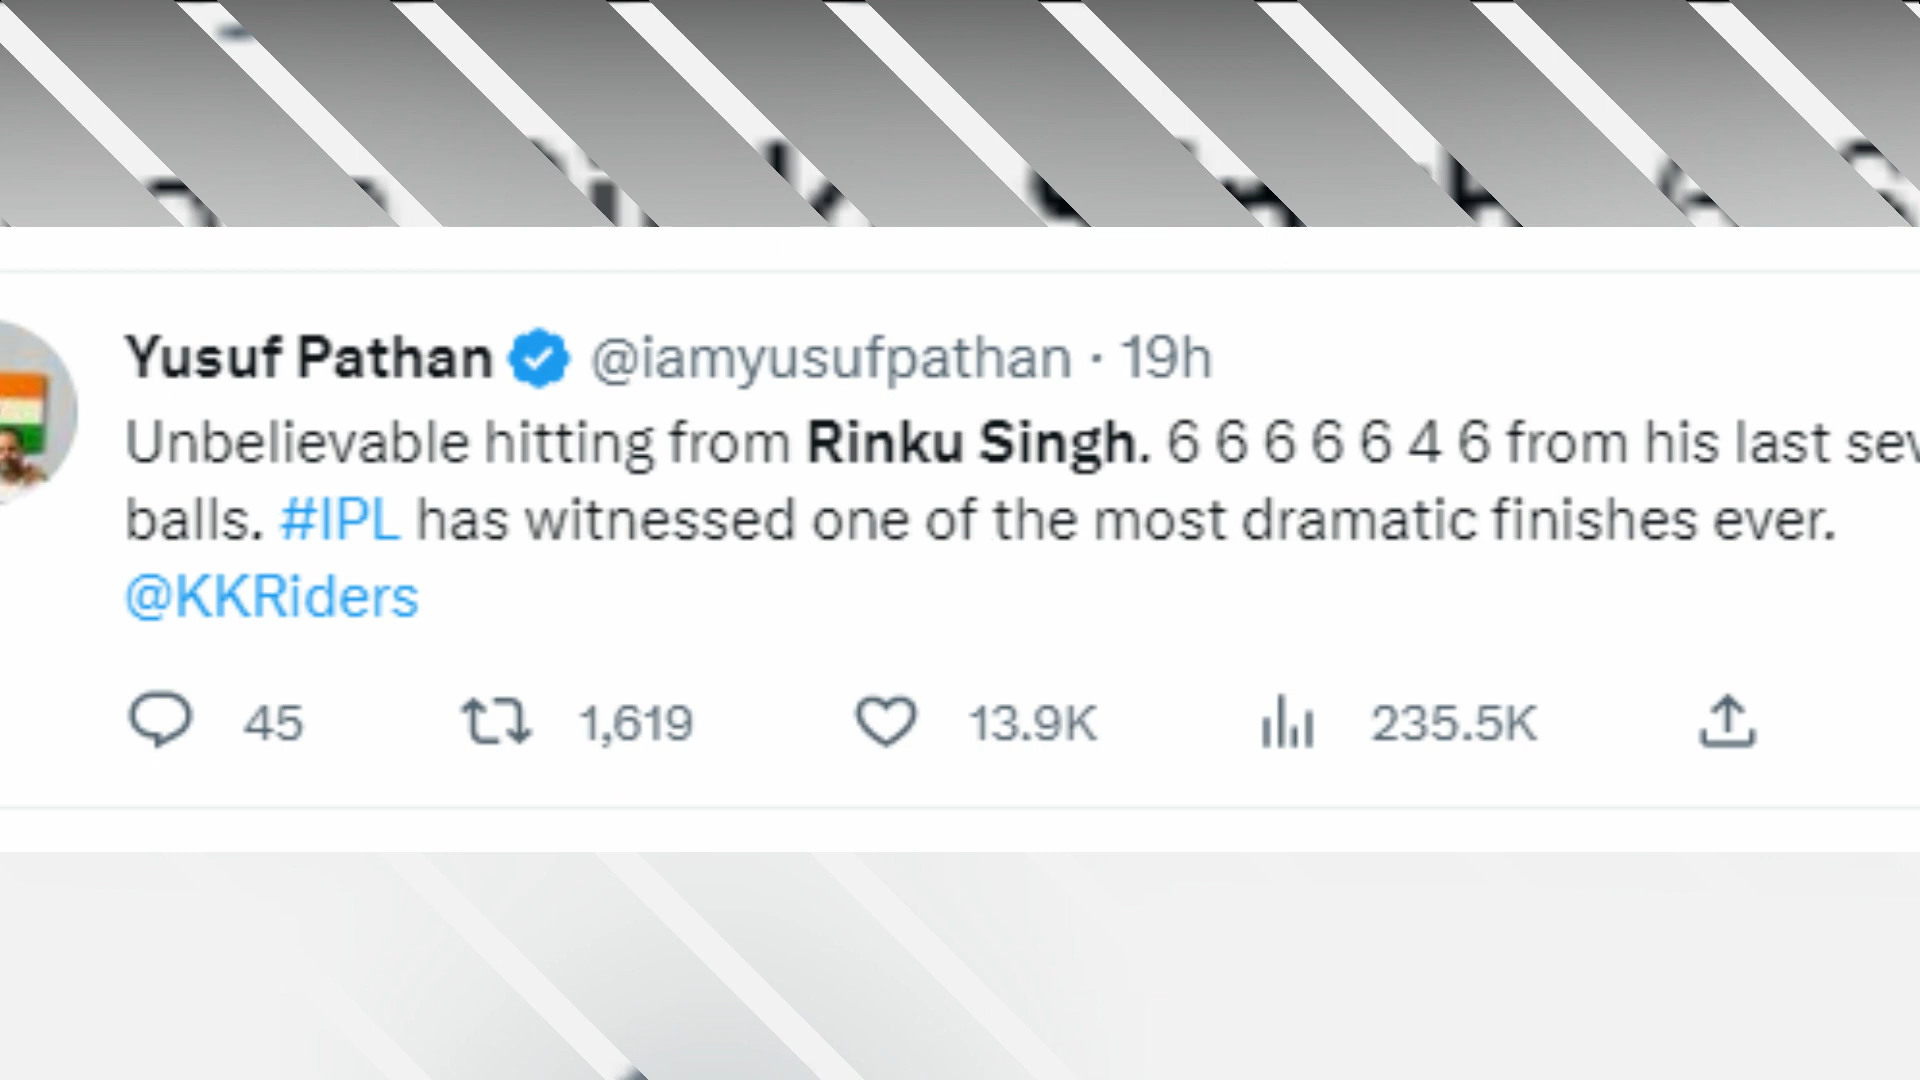 Yusuf Pathan @iamyusufpathan · 19h
Unbelievable hitting from Rinku Singh. 6 6 6 6 6 4 6 from his last
balls. #IPL has witnessed one of the most dramatic finishes ever.
@KKRiders
45 1,619 13.9K 235.5K